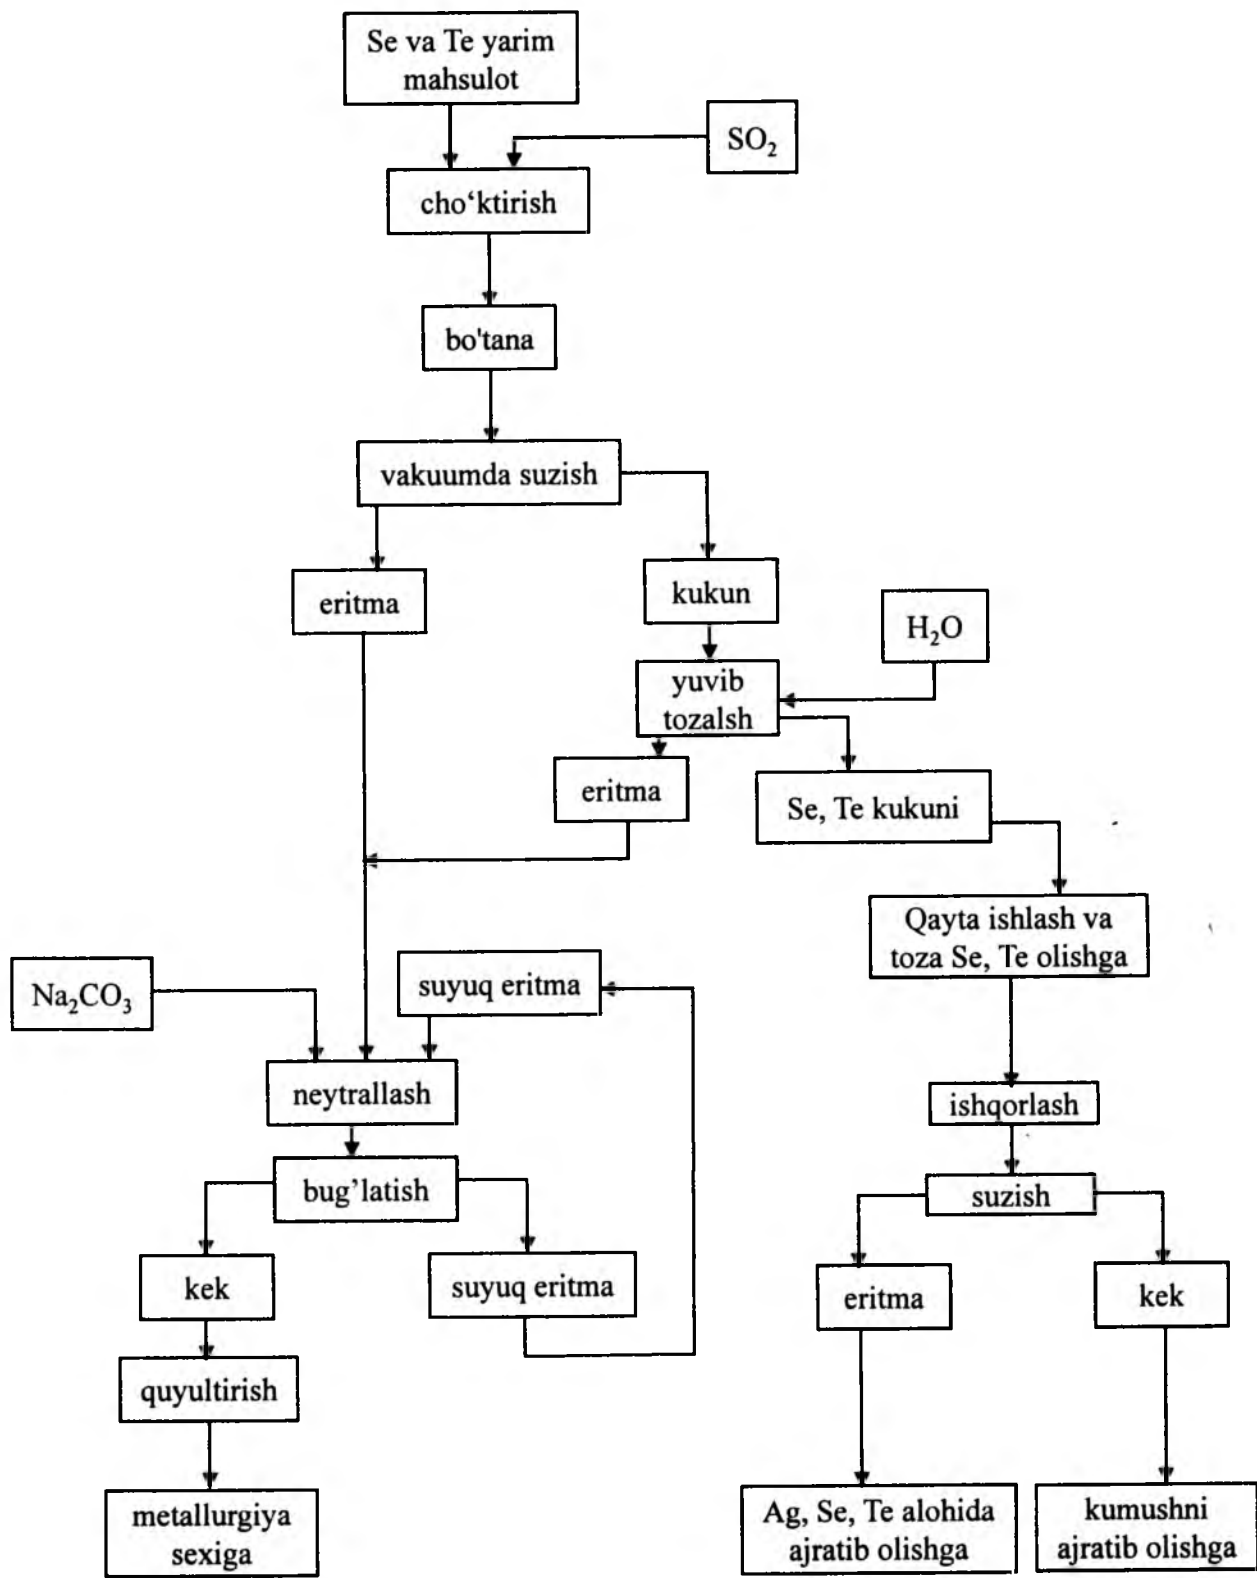 Se va Te yarim
mahsulot
SO₂
cho‘ktirish
bo'tana
vakuumda suzish
eritma
kukun
H₂O
yuvib
tozalsh
eritma
Se, Te kukuni
Qayta ishlash va
toza Se, Te olishga
Na₂CO₃
suyuq eritma
neytrallash
ishqorlash
bug’latish
suzish
kek
suyuq eritma
eritma
kek
quyultirish
metallurgiya
sexiga
Ag, Se, Te alohida
ajratib olishga
kumushni
ajratib olishga